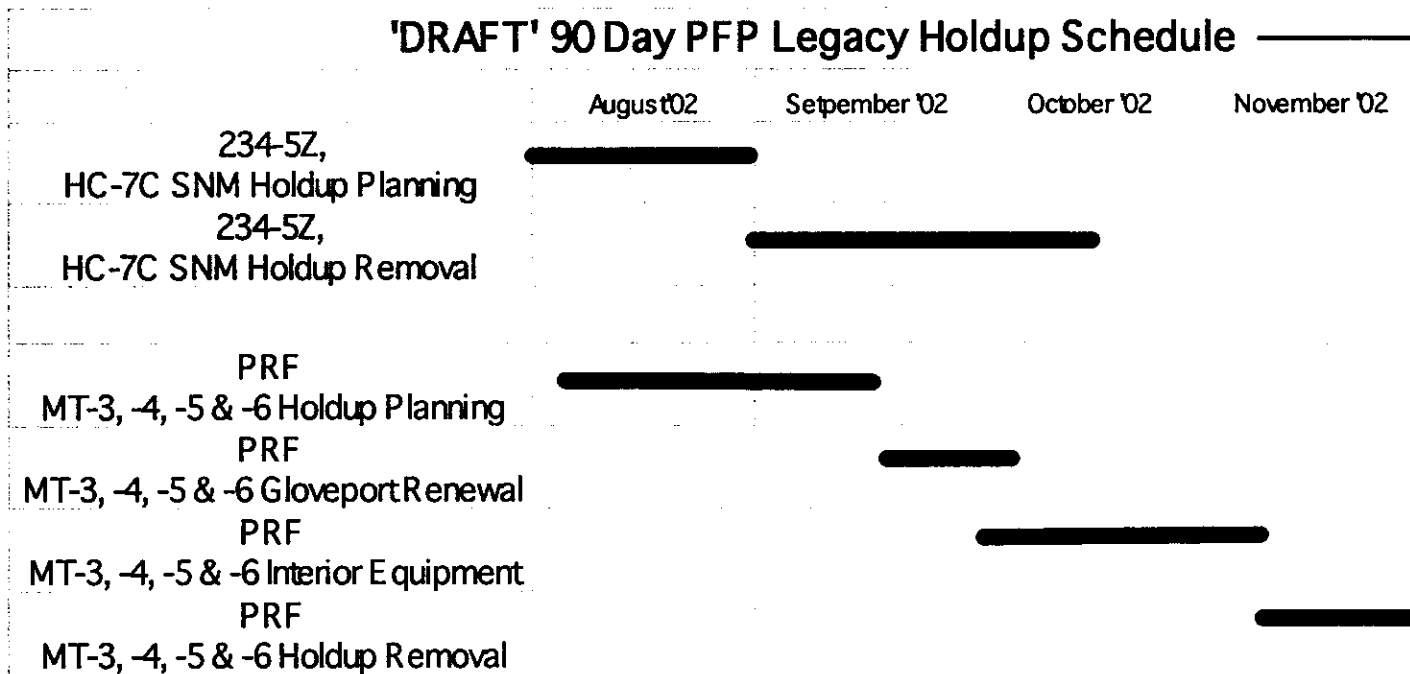 'DRAFT' 90 Day PFP Legacy Holdup Schedule
August'02 Setpember '02 October '02 November '02
234-5Z,
HC-7C SNM Holdup Planning
234-5Z,
HC-7C SNM Holdup Removal
PRF
MT-3, -4, -5 & -6 Holdup Planning
PRF
MT-3, -4, -5 & -6 Gloveport Renewal
PRF
MT-3, -4, -5 & -6 Interior Equipment
PRF
MT-3, -4, -5 & -6 Holdup Removal